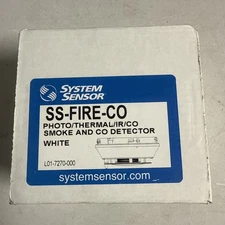 SYSTEM
SENSOR
SS-FIRE-CO
PHOTO/THERMAL/IR/CO
SMOKE AND CO DETECTOR
WHITE
L01-7270-000
systemsensor.com